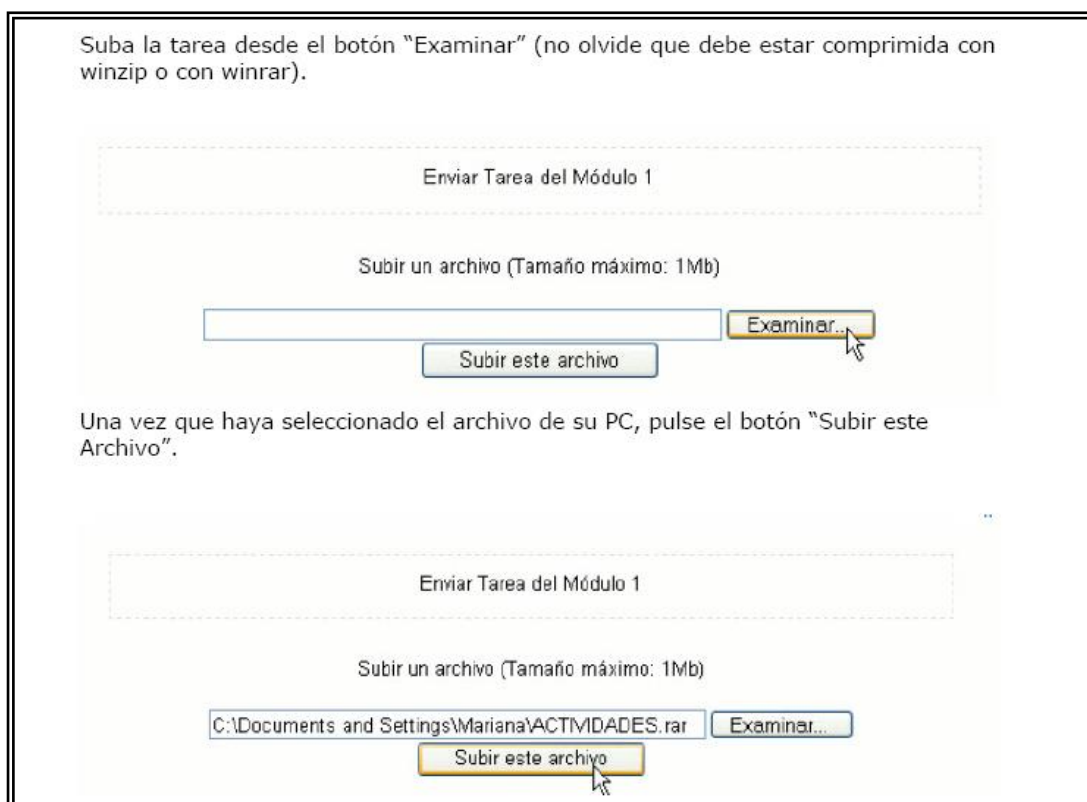 Suba la tarea desde el botón “Examinar” (no olvide que debe estar comprimida con
winzip o con winrar).
Enviar Tarea del Módulo 1
Subir un archivo (Tamaño máximo: 1Mb)
Examinar...
Subir este archivo
Una vez que haya seleccionado el archivo de su PC, pulse el botón “Subir este
Archivo”.
Enviar Tarea del Módulo 1
Subir un archivo (Tamaño máximo: 1Mb)
C:\Documents and Settings\Mariana\ACTIVIDADES.rar Examinar...
Subir este archivo